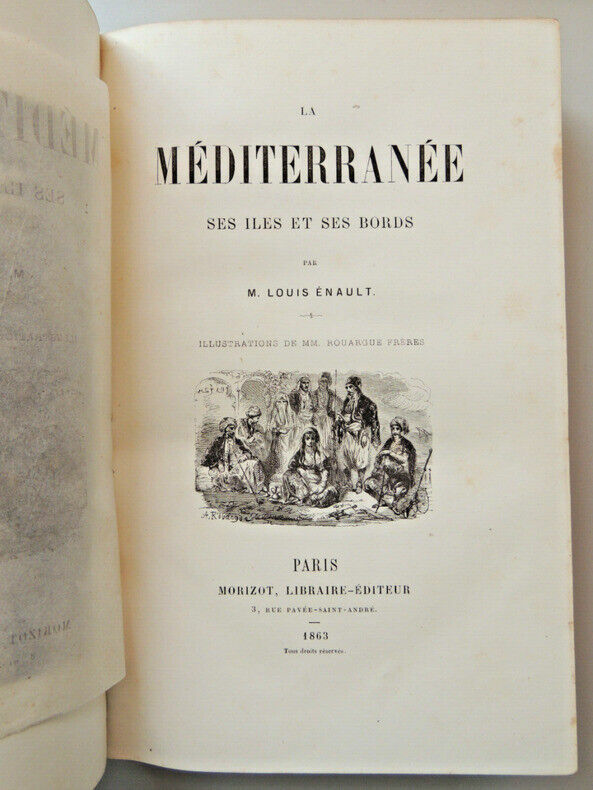 LA
MÉDITERRANÉE
SES ILES ET SES BORDS
PAR
M. LOUIS ÉNAULT.
ILLUSTRATIONS DE MM. ROUARGUE FRÈRES
PARIS
MORIZOT, LIBRAIRE-ÉDITEUR
3, RUE PAVÉE-SAINT-ANDRÉ.
1863
Tous droits réservés.